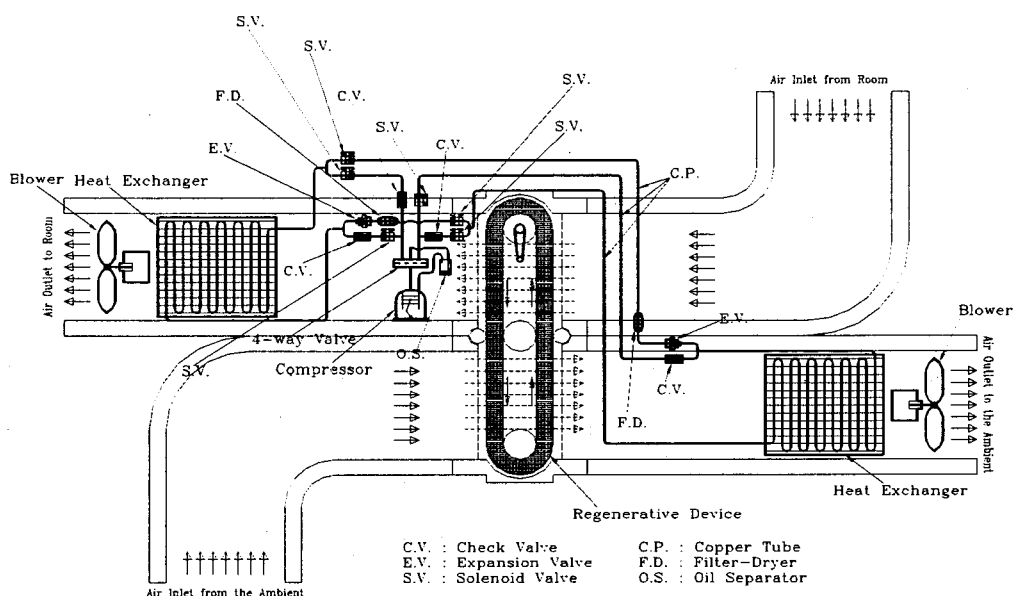 S.V.
S.V.
S.V.
Air Inlet from Room
F.D.
C.V.
S.V.
C.V.
S.V.
E.V.
C.P.
Blower
Heat Exchanger
Air Outlet to Room
C.V.
Blower
E.V.
4-way Valve
S.V.
Compressor
O.S.
C.V.
F.D.
Air Outlet to the Ambient
Heat Exchanger
Regenerative Device
C.V. : Check Valve
E.V. : Expansion Valve
S.V. : Solenoid Valve
C.P. : Copper Tube
F.D. : Filter-Dryer
O.S. : Oil Separator
Air Inlet from the Ambient